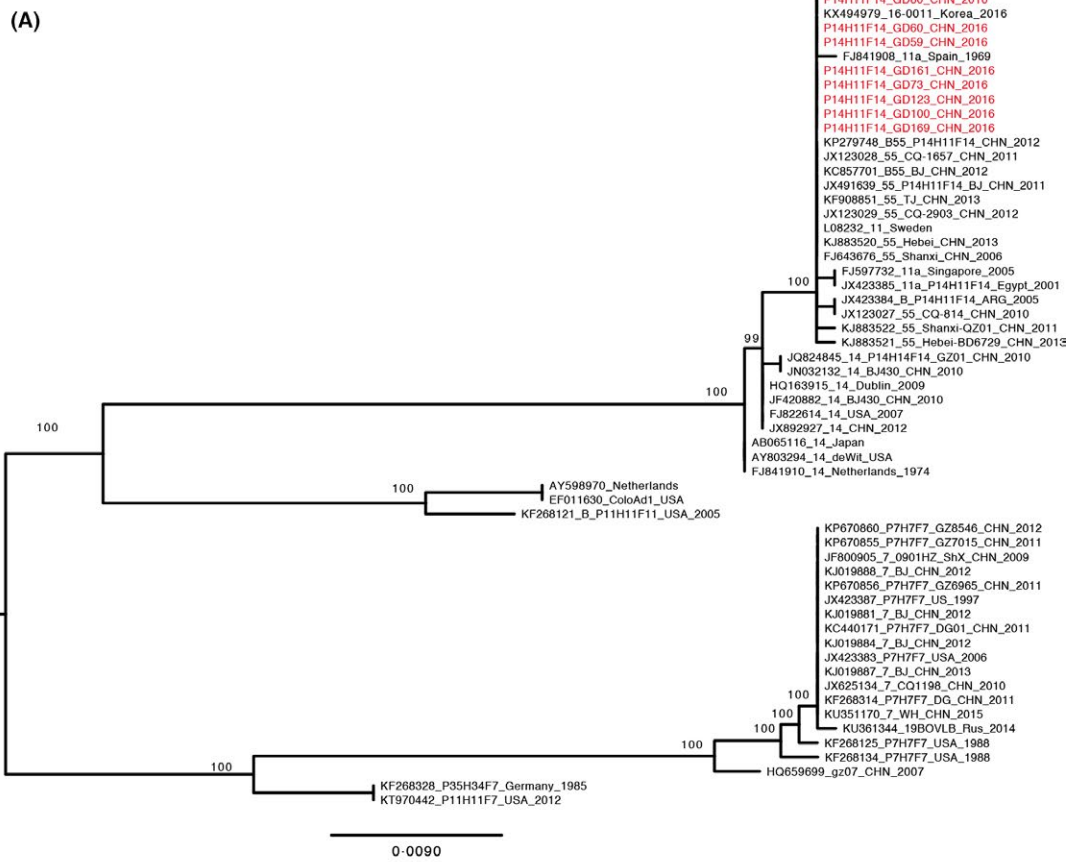 (A)
KX494979_16-0011_Korea_2016
P14H11F14_GD60_CHN_2016
P14H11F14_GD59_CHN_2016
FJ841908_11a_Spain_1969
P14H11F14_GD161_CHN_2016
P14H11F14_GD73_CHN_2016
P14H11F14_GD123_CHN_2016
P14H11F14_GD100_CHN_2016
P14H11F14_GD169_CHN_2016
KP279748_B55_P14H11F14_CHN_2012
JX123028_55_CQ-1657_CHN_2011
KC857701_B55_BJ_CHN_2012
JX491639_55_P14H11F14_BJ_CHN_2011
KF908851_55_TJ_CHN_2013
JX123029_55_CQ-2903_CHN_2012
L08232_11_Sweden
KJ883520_55_Hebei_CHN_2013
FJ643676_55_Shanxi_CHN_2006
FJ597732_11a_Singapore_2005
100
JX423385_11a_P14H11F14_Egypt_2001
JX423384_B_P14H11F14_ARG_2005
JX123027_55_CQ-814_CHN_2010
KJ883522_55_Shanxi-QZ01_CHN_2011
99
KJ883521_55_Hebei-BD6729_CHN_2013
JQ824845_14_P14H14F14_GZ01_CHN_2010
JN032132_14_BJ430_CHN_2010
HQ163915_14_Dublin_2009
100
JF420882_14_BJ430_CHN_2010
FJ822614_14_USA_2007
100
JX892927_14_CHN_2012
AB065116_14_Japan
AY803294_14_deWit_USA
FJ841910_14_Netherlands_1974
100
AY598970_Netherlands
EF011630_ColoAd1_USA
KF268121_B_P11H11F11_USA_2005
KP670860_P7H7F7_GZ8546_CHN_2012
KP670855_P7H7F7_GZ7015_CHN_2011
JF800905_7_0901HZ_ShX_CHN_2009
KJ019888_7_BJ_CHN_2012
KP670856_P7H7F7_GZ6965_CHN_2011
JX423387_P7H7F7_US_1997
KJ019881_7_BJ_CHN_2012
KC440171_P7H7F7_DG01_CHN_2011
KJ019884_7_BJ_CHN_2012
JX423383_P7H7F7_USA_2006
KJ019887_7_BJ_CHN_2013
JX625134_7_CQ1198_CHN_2010
100
KF268314_P7H7F7_DG_CHN_2011
100
KU351170_7_WH_CHN_2015
100
KU361344_19BOVLB_Rus_2014
100
KF268125_P7H7F7_USA_1988
KF268134_P7H7F7_USA_1988
100
HQ659699_gz07_CHN_2007
KF268328_P35H34F7_Germany_1985
KT970442_P11H11F7_USA_2012
0·0090